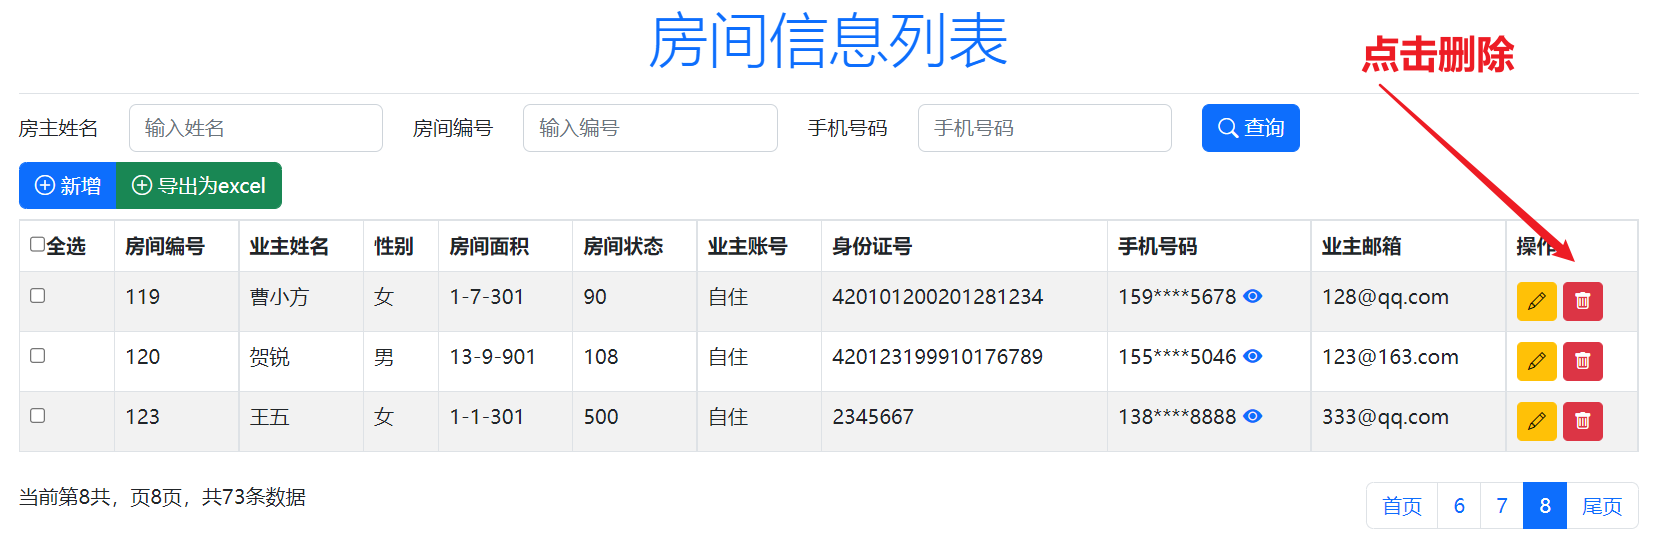 房间信息列表
点击删除
房主姓名 输入姓名 房间编号 输入编号 手机号码 手机号码 查询
新增 导出为excel
全选 房间编号 业主姓名 性别 房间面积 房间状态 业主账号 身份证号 手机号码 业主邮箱 操作
119 曹小方 女 1-7-301 90 自住 420101200201281234 159****5678 128@qq.com
120 贺锐 男 13-9-901 108 自住 420123199910176789 155****5046 123@163.com
123 王五 女 1-1-301 500 自住 2345667 138****8888 333@qq.com
当前第8共，页8页，共73条数据 首页 6 7 8 尾页